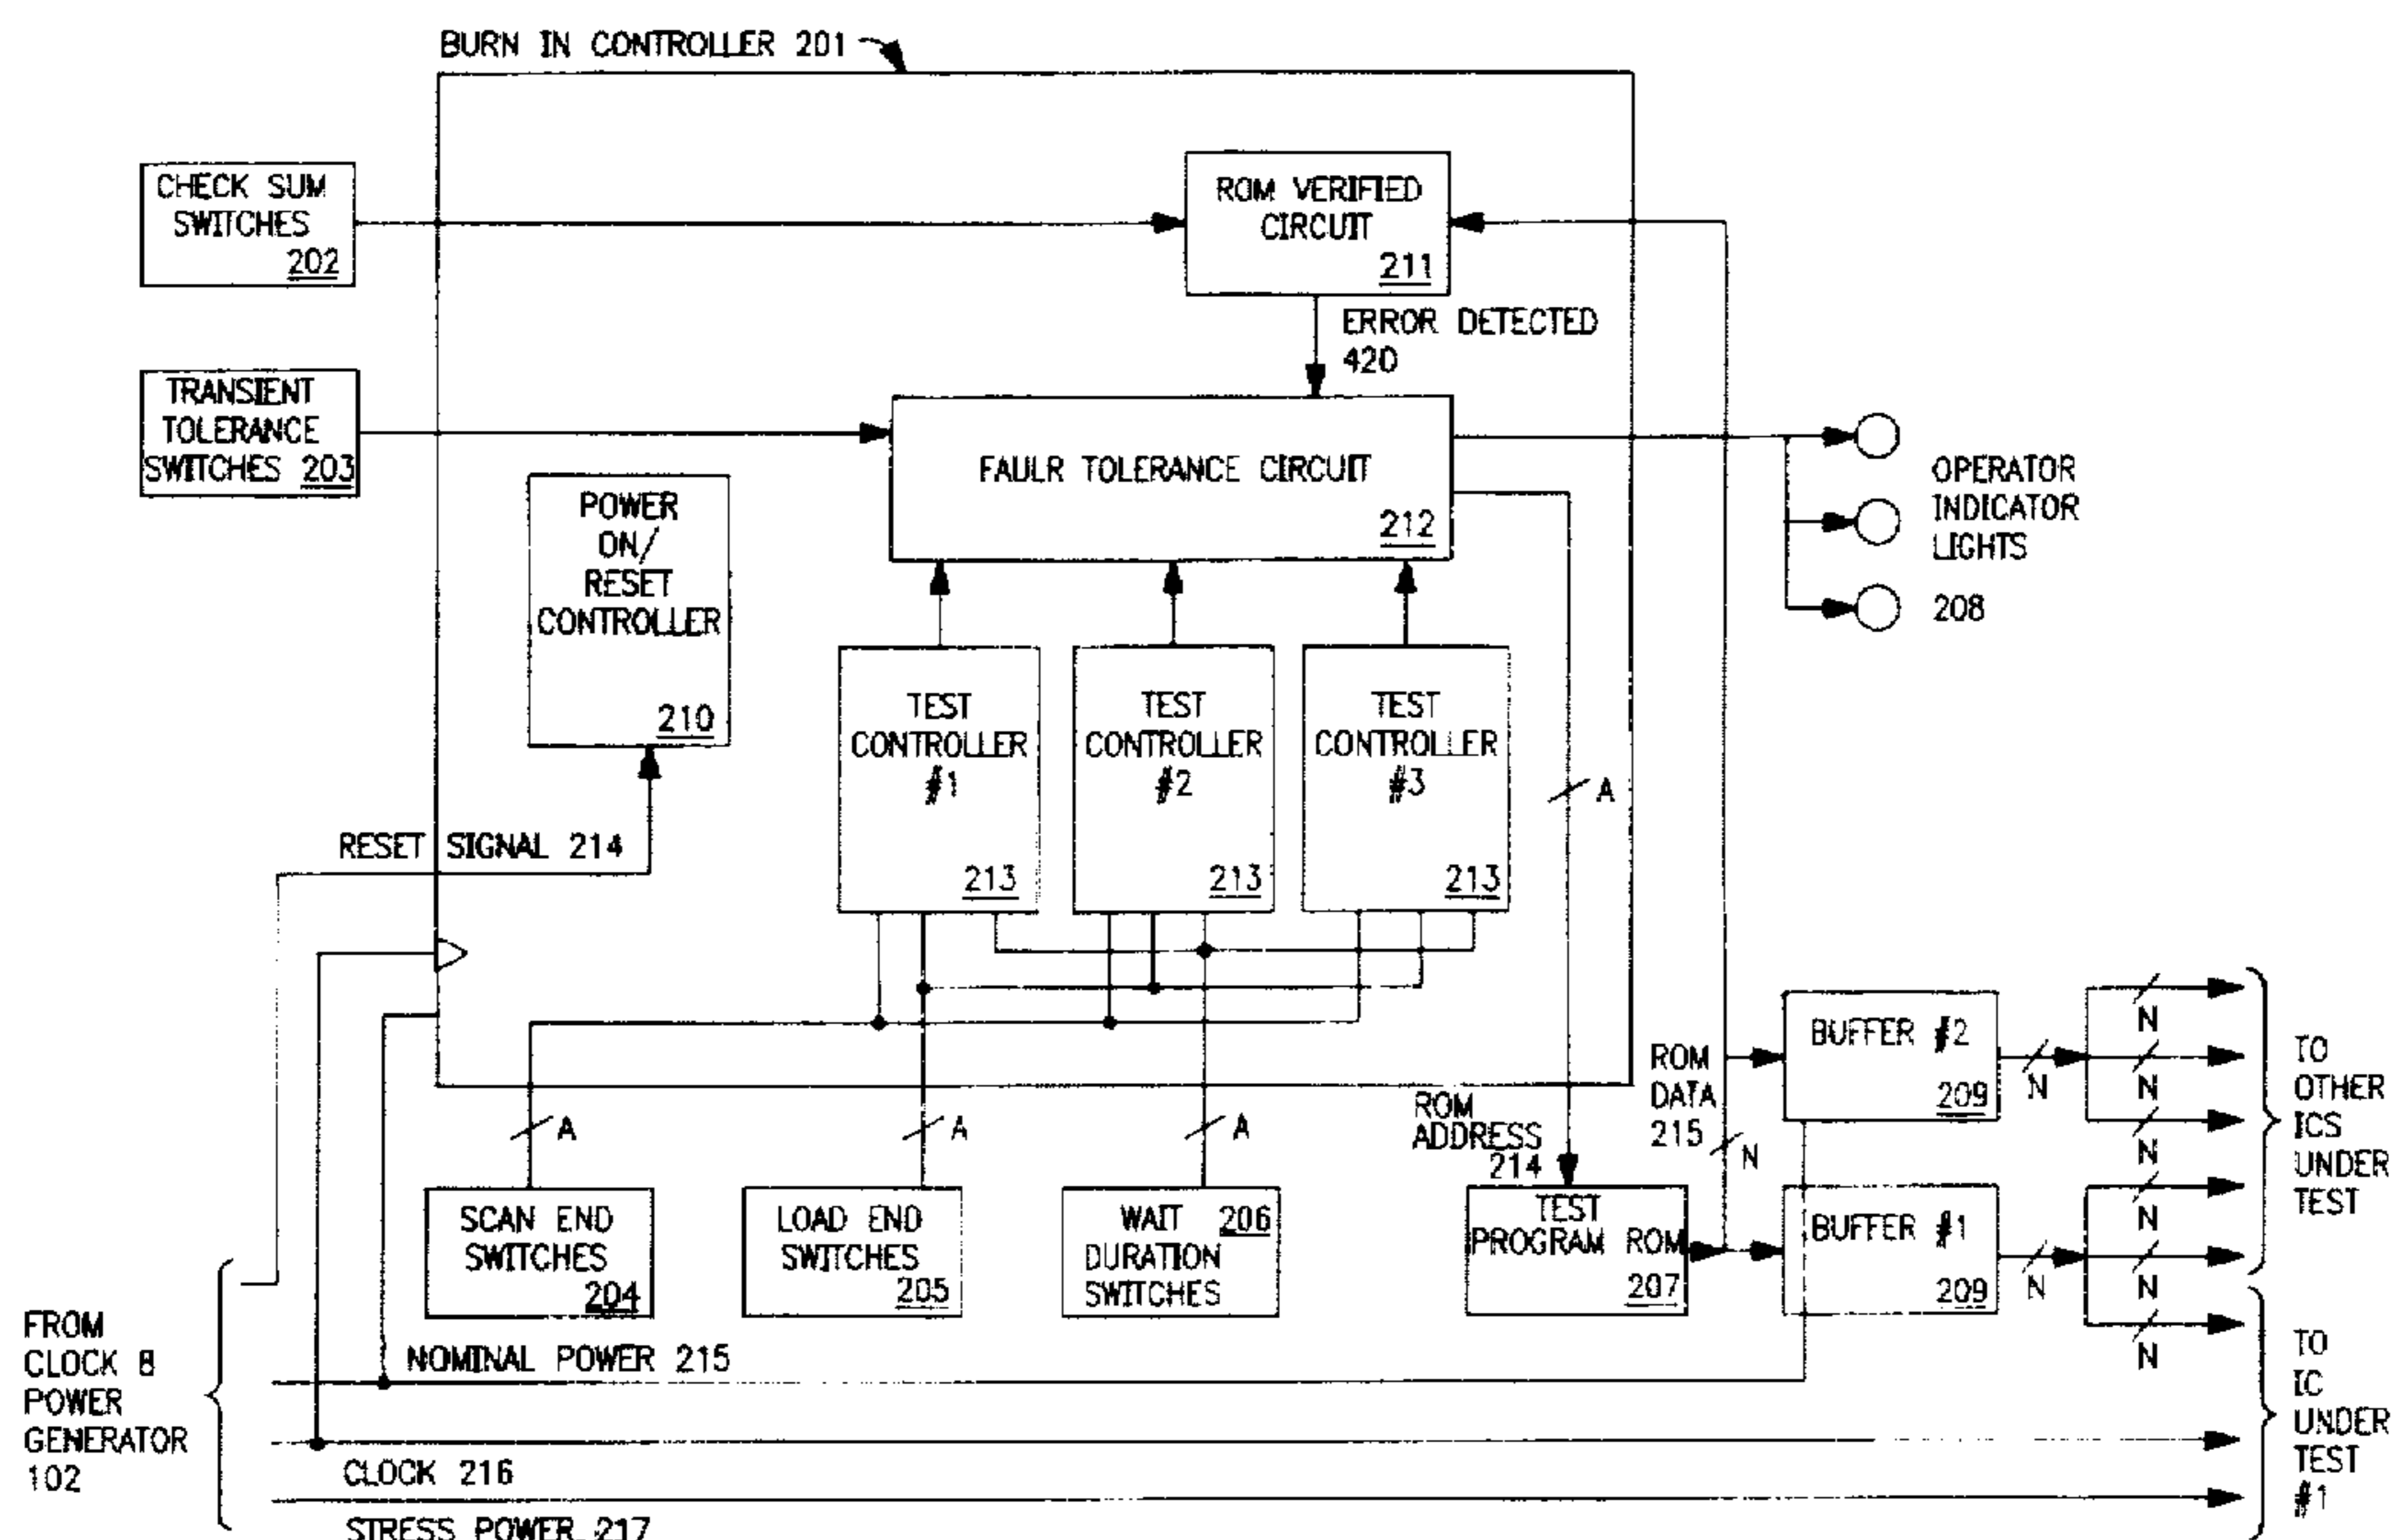 BURN IN CONTROLLER 201
CHECK SUM
SWITCHES
202
ROM VERIFIED
CIRCUIT
211
ERROR DETECTED
420
TRANSIENT
TOLERANCE
SWITCHES 203
FAULR TOLERANCE CIRCUIT
212
OPERATOR
INDICATOR
LIGHTS
208
POWER
ON/
RESET
CONTROLLER
210
TEST
CONTROLLER
#1
213
TEST
CONTROLLER
#2
213
TEST
CONTROLLER
#3
213
A
RESET SIGNAL 214
A
A
A
SCAN END
SWITCHES
204
LOAD END
SWITCHES
205
WAIT 206
DURATION
SWITCHES
ROM
ADDRESS
214
TEST
PROGRAM ROM
207
ROM
DATA
215
N
BUFFER #2
209
N
N
N
N
BUFFER #1
209
N
N
N
N
TO
OTHER
ICS
UNDER
TEST
TO
IC
UNDER
TEST
#1
FROM
CLOCK 8
POWER
GENERATOR
102
NOMINAL POWER 215
CLOCK 216
STRESS POWER 217